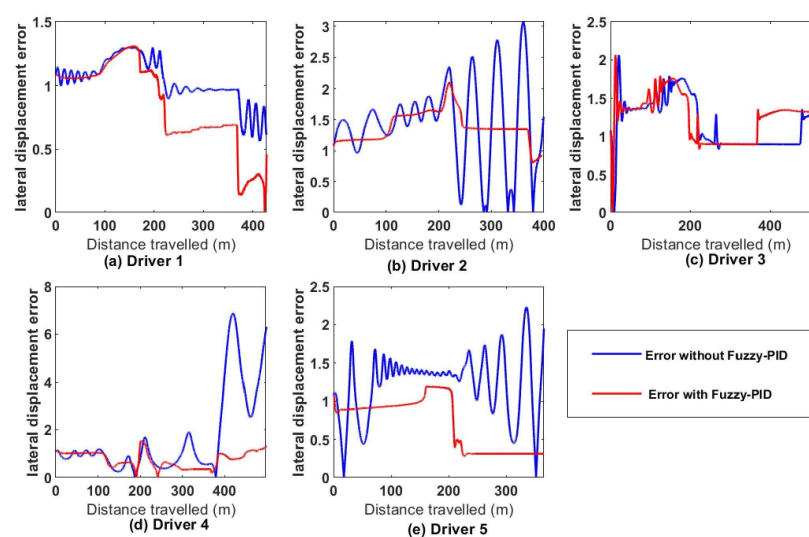 lateral displacement error
1.5
1
0.5
0
0 100 200 300 400
Distance travelled (m)
(a) Driver 1
lateral displacement error
3
2.5
2
1.5
1
0.5
0
0 100 200 300 400
Distance travelled (m)
(b) Driver 2
lateral displacement error
2.5
2
1.5
1
0.5
0
0 200 400
Distance travelled (m)
(c) Driver 3
lateral displacement error
8
6
4
2
0
0 100 200 300 400
Distance travelled (m)
(d) Driver 4
lateral displacement error
2.5
2
1.5
1
0.5
0
0 100 200 300
Distance travelled (m)
(e) Driver 5
Error without Fuzzy-PID
Error with Fuzzy-PID